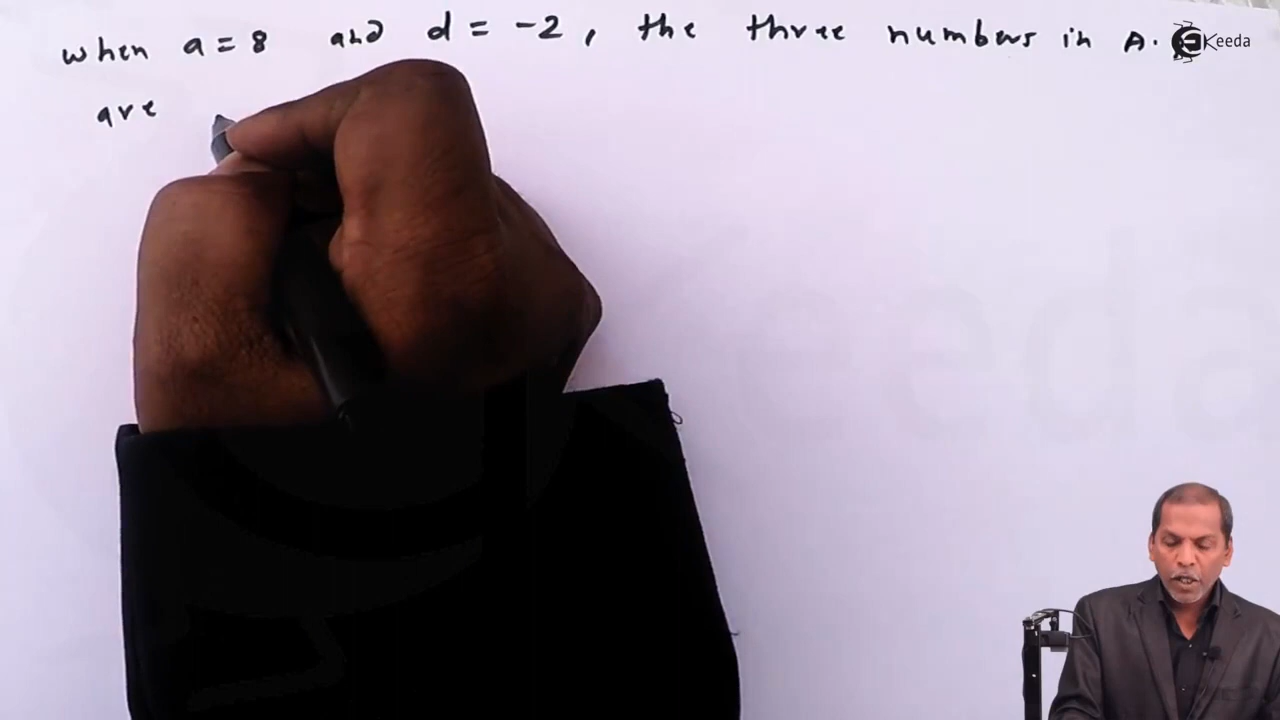 when a = 8 and d = -2, the three numbers in A.
Keeda
are